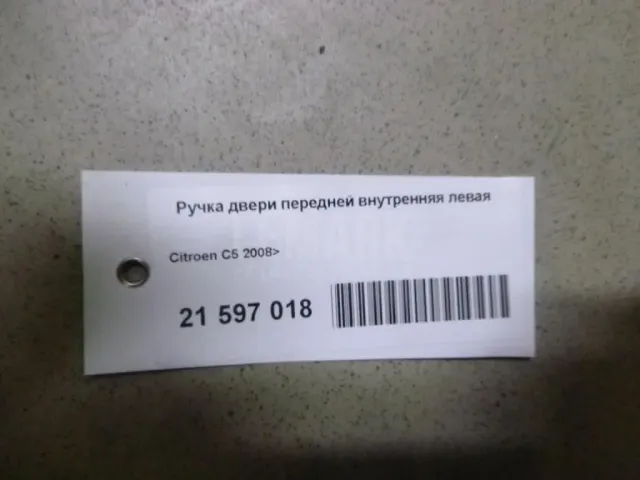 Ручка двери передней внутренняя левая
Citroen C5 2008>
21 597 018